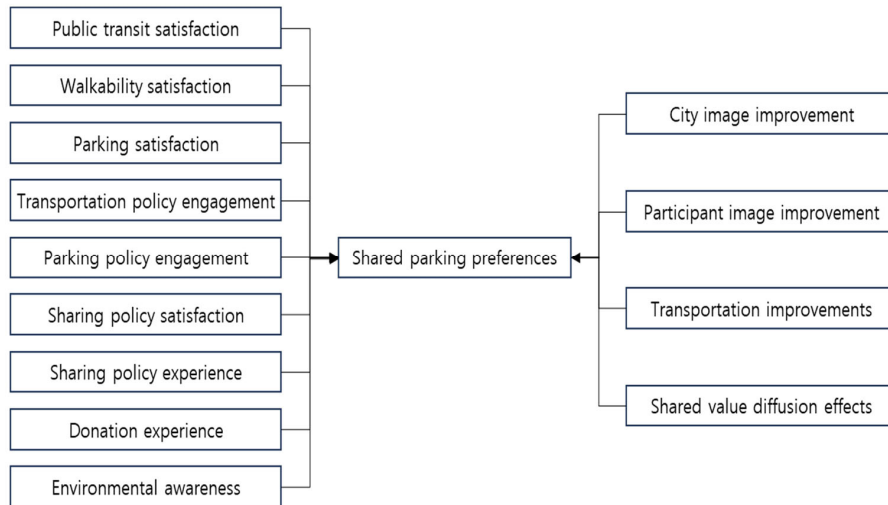 Public transit satisfaction
Walkability satisfaction
Parking satisfaction
Transportation policy engagement
Parking policy engagement
Sharing policy satisfaction
Sharing policy experience
Donation experience
Environmental awareness
Shared parking preferences
City image improvement
Participant image improvement
Transportation improvements
Shared value diffusion effects